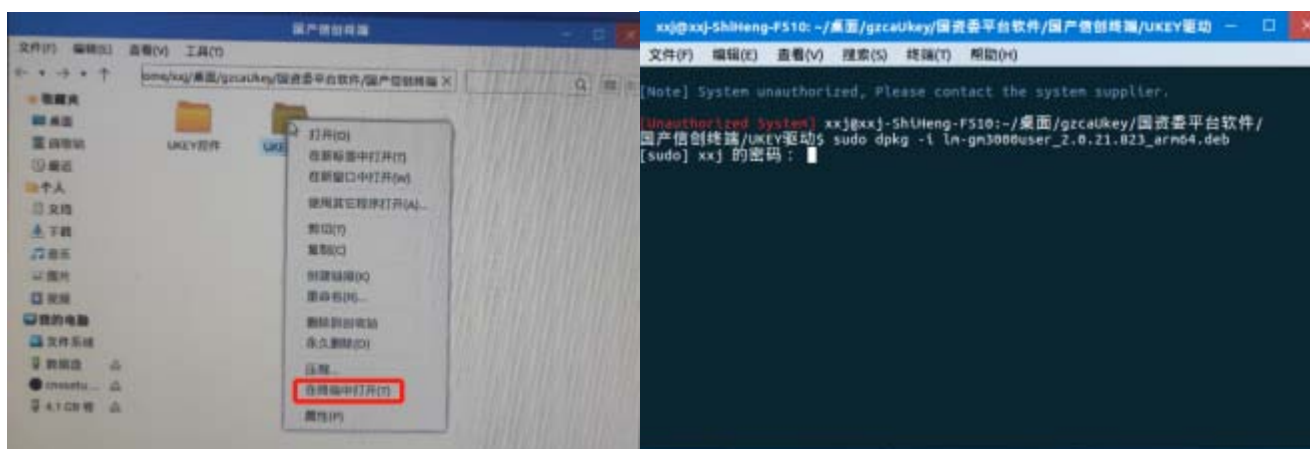 国产信创终端
文件(F) 编辑(E) 查看(V) 工具(T)
ome/xxj/桌面/gzcaUkey/国资委平台软件/国产信创终端
收藏夹
桌面
回收站
最近
个人
文档
下载
音乐
图片
视频
我的电脑
文件系统
数据盘
4.1 GB 卷
UKEY控件
UKE
打开(O)
在新标签中打开(T)
在新窗口中打开(W)
使用其它程序打开(A)...
剪切(T)
复制(C)
创建链接(K)
重命名(R)...
删除到回收站
永久删除(D)
压缩...
在终端中打开(T)
属性(P)
xxj@xxj-ShiHeng-F510: ~/桌面/gzcaUkey/国资委平台软件/国产信创终端/UKEY驱动
文件(F) 编辑(E) 查看(V) 搜索(S) 终端(T) 帮助(H)
[Note] System unauthorized, Please contact the system supplier.
[Unauthorized System] xxj@xxj-ShiHeng-F510:~/桌面/gzcaUkey/国资委平台软件/
国产信创终端/UKEY驱动$ sudo dpkg -i lm-gm3000user_2.0.21.823_arm64.deb
[sudo] xxj 的密码：